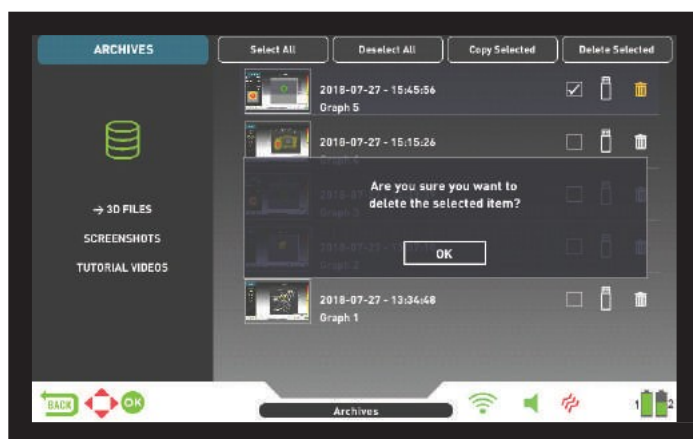 ARCHIVES
Select All
Deselect All
Copy Selected
Delete Selected
2018-07-27 - 15:45:56
Graph 5
2018-07-27 - 15:15:26
Are you sure you want to
delete the selected item?
OK
2018-07-27 - 13:34:48
Graph 1
→ 3D FILES
SCREENSHOTS
TUTORIAL VIDEOS
BACK
OK
Archives
1
2